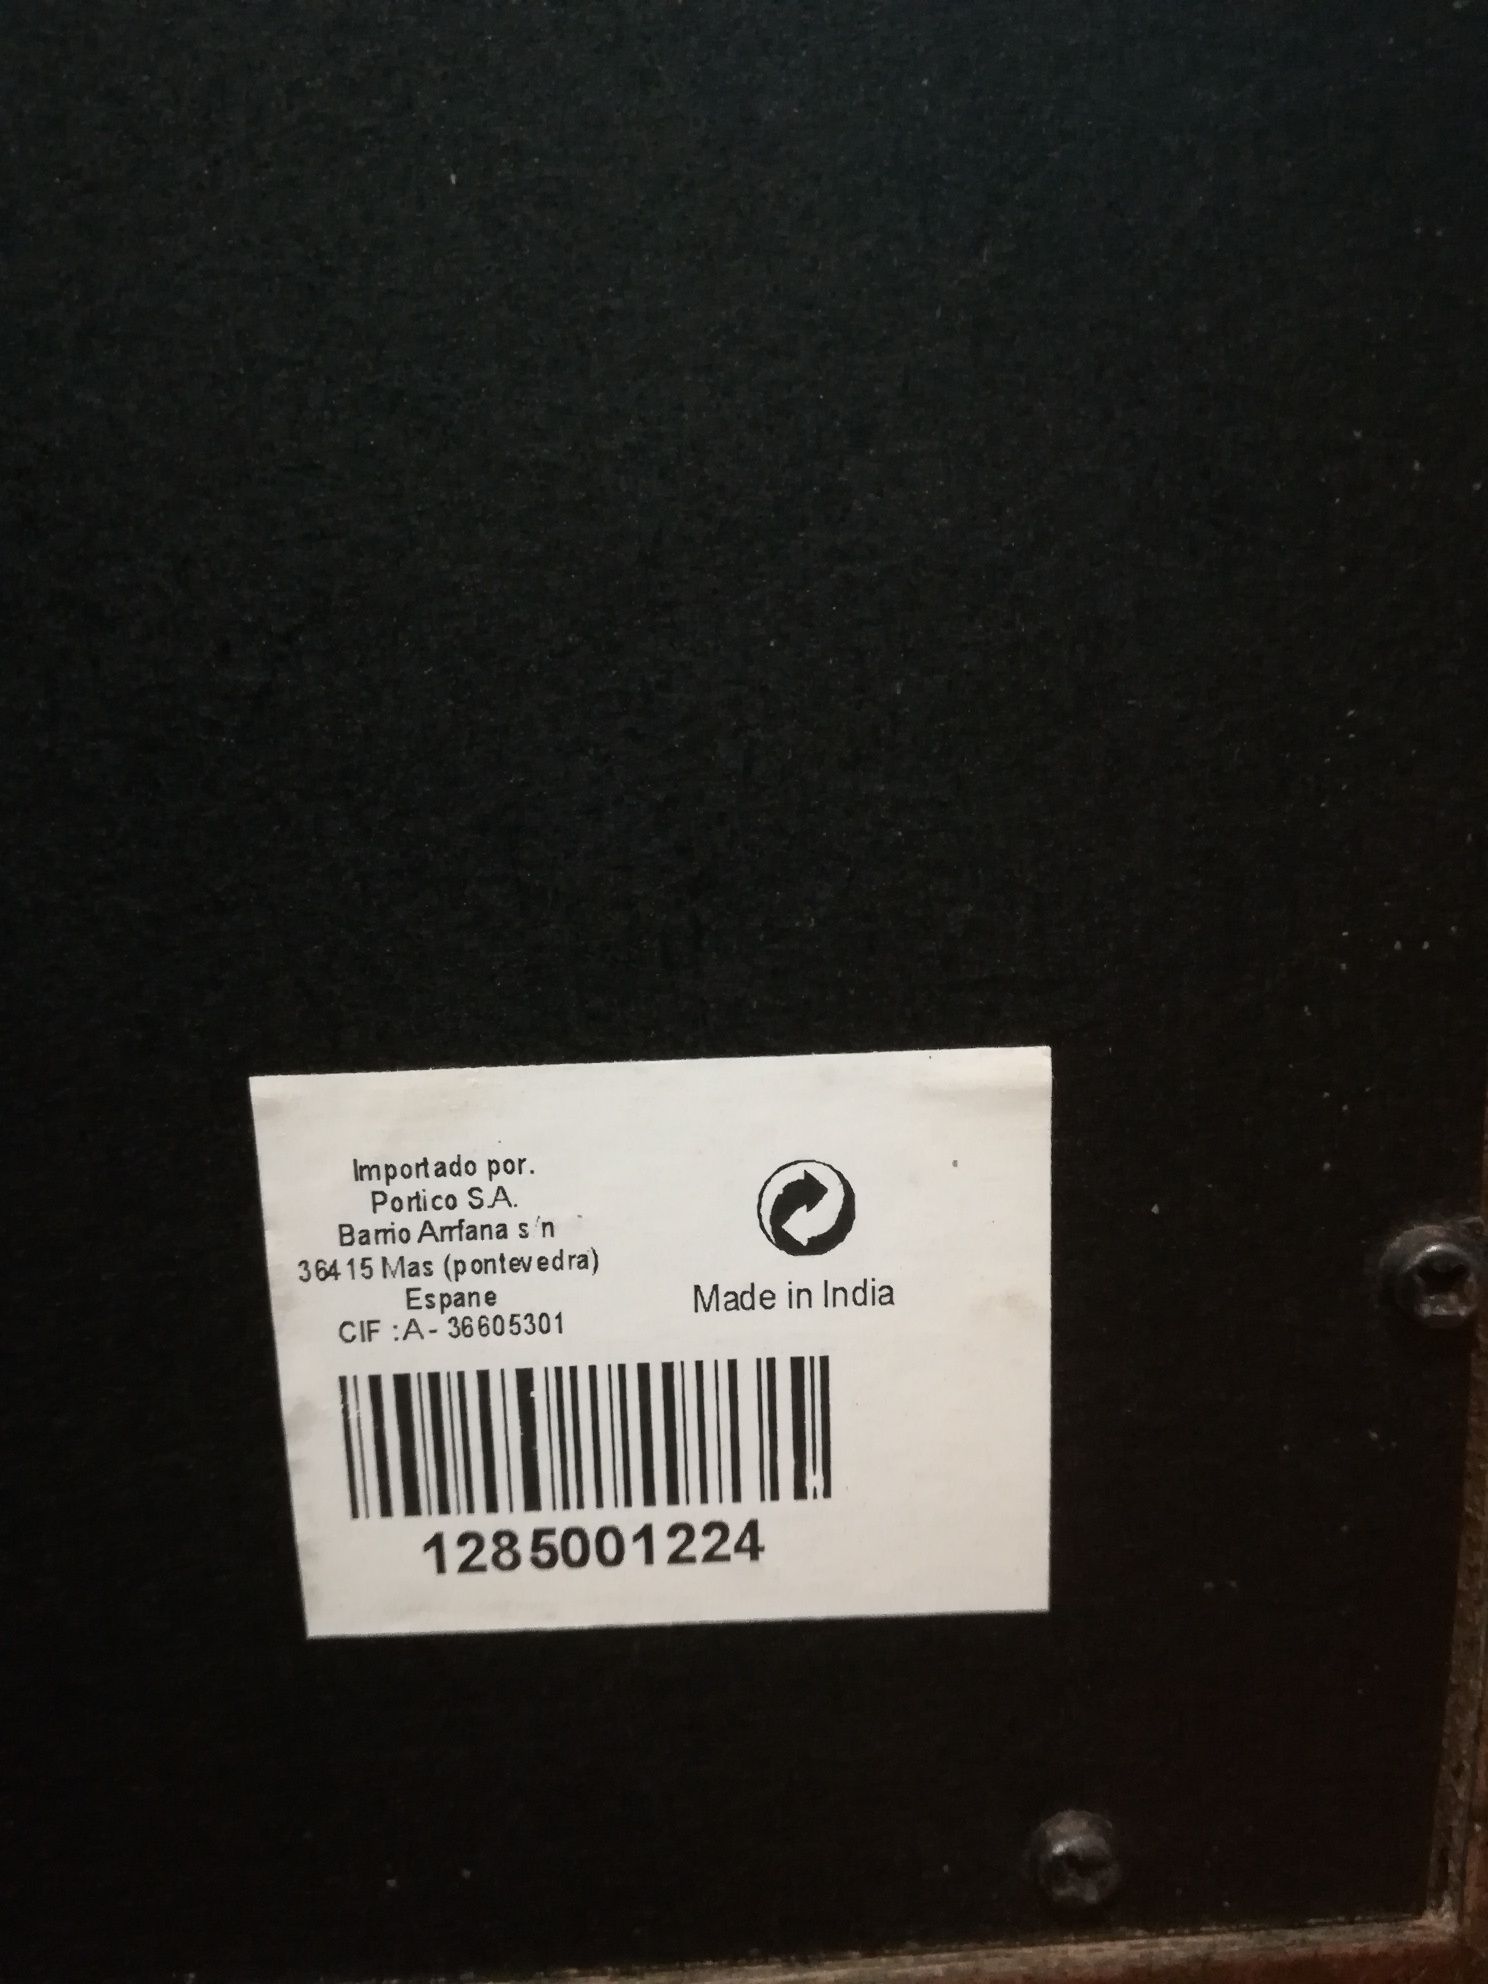 Importado por.
Portico S.A.
Barrio Arrfana s/n
36415 Mas (pontevedra)
Espane
CIF :A- 36605301
Made in India
1285001224